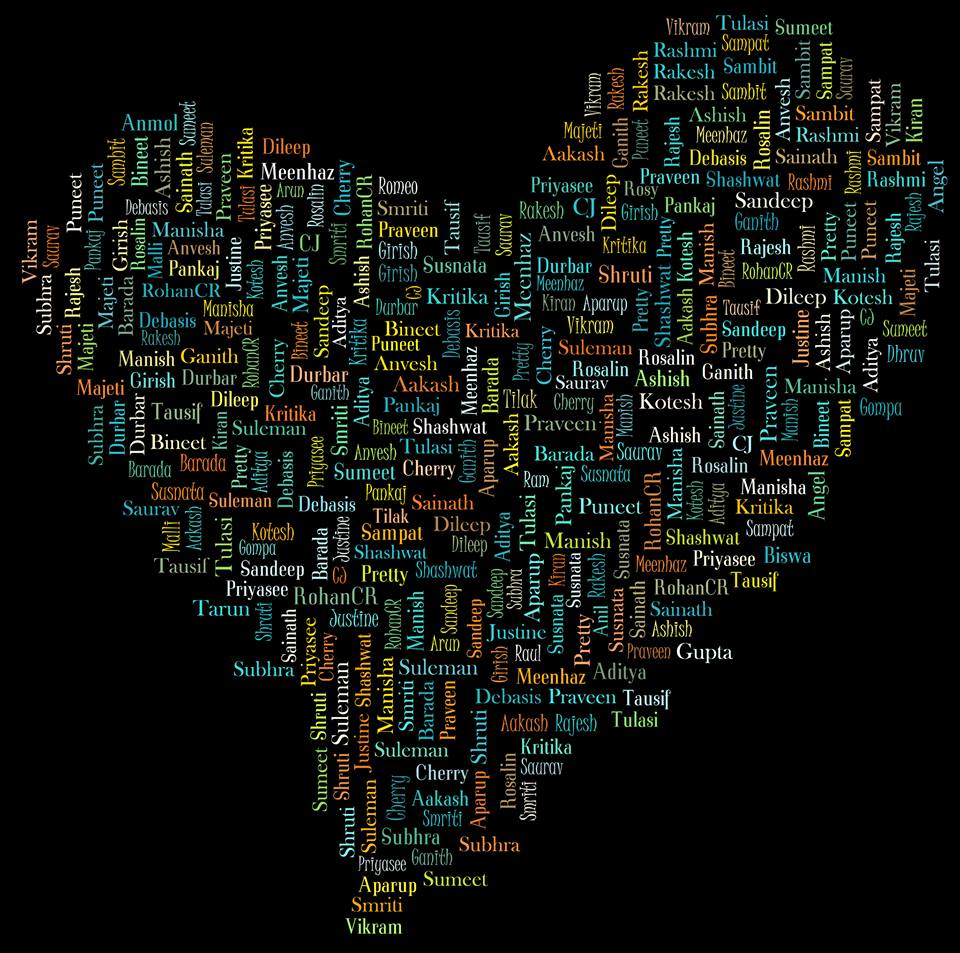 Vikram Tulasi Sumeet
Rashmi Sampat
Rakesh Sambit
Rakesh Sambit
Vikram
Rakesh
Rakesh
Sambit
Sampat
Saurav
Anvesh
Sampat
Vikram
Kiran
Ashish Sambit
Meenhaz Rashmi
Majeti
Aakash
Ganith
Puneet
Rajesh
Debasis
Rosalin
Sainath
Rashmi
Sambit
Praveen Shashwat Rashmi Rashmi
Angel
Anmol
Sumeet
Sambit
Bineet
Ashish
Sainath
Suleman
Tulasi
Praveen
Kritika
Tulasi
Dileep
Meenhaz
Priyasee
Arun
Anvesh
Rosalin
Cherry
Smriti
RohanCR
Romeo
Smriti
Praveen
Girish
Girish
Tausif
Tausif
Saurav
Susnata
Priyasee
Rakesh CJ
Anvesh
Dileep
Rosy
Girish Pankaj
Kritika
Sandeep
Ganith
Rajesh
RohanCR
Rashmi
Pretty
Puneet
Puneet
Rajesh
Rajesh
Tulasi
Vikram
Saurav
Puneet
Puneet
Pankaj
Girish
Rosalin
Debasis
Manisha
Malli
Anvesh
Pankaj
Justine
Kotesh
CJ
Anvesh
Majeti
Ashish
Subhra
Rajesh
Majeti
Barada
RohanCR
Manisha
Debasis
Rakesh
Majeti
Sandeep
Aditya
Kritika
Durbar
CJ
Kritika
Girish
Meenhaz
Durbar
Meenhaz
Kiran Aparup
Vikram
Shruti
Pretty
Shashwat
Pretty
Aakash
Kotesh
Manish
Subhra
Bineet
Tausif
Sandeep
Dileep
Manish
Kotesh
Majeti
CJ
Sumeet
Dhruv
Shruti
Majeti
Manish Ganith
RohanCR
Cherry
Bineet
Durbar
Ganith
Bineet
Puneet
Anvesh
Debasis
Kritika
Pretty
Cherry
Suleman
Rosalin
Rosalin
Pretty
Justine
Ashish
Aparup
Aditya
Majeti Girish Durbar
Dileep
Kritika
Aditya
Aakash
Pankaj
Meenhaz
Barada
Tilak
Saurav
Cherry
Ashish
Ganith
Kotesh
Manisha
Gompa
Subhra
Durbar
Durbar
Tausif
Kiran
Suleman
Smriti
Bineet Shashwat
Aakash
Praveen
Manisha
Manish
Sainath
Justine
Praveen
Manish
Bineet
Sampat
Bineet
Anvesh
Tulasi
Ganith
Aparup
Barada Saurav
Ashish
CJ
Barada Barada
Pretty
Aditya
Debasis
Priyasee
Sumeet Cherry
Ram
Pankaj
Susnata
Manisha
Rosalin
Meenhaz
Susnata
Saurav
Suleman
Debasis
Pankaj
Tilak
Sainath
Puneet
RohanCR
Kotesh
Aditya
Manisha
Kritika
Angel
Malli
Aakash
Tulasi
Kotesh
Gompa
Barada
Justine
Sampat
Dileep
Dileep
Aditya
Tulasi
Manish
Susnata
Shashwat
Sampat
Tausif
Sandeep
CJ
Shashwat
Pretty Shashwat
Aparup
Kiran
Susnata
Rakesh
Meenhaz Priyasee Biswa
Priyasee RohanCR
Sandeep
Subhra
Sainath
RohanCR Tausif
Tarun
Shruti
Sainath
Justine
RohanCR
Manish
Sandeep
Sandeep
Susnata
Anil
Susnata
Sainath
Ashish
Priyasee
Cherry
Arun
Justine
Girish
Raul
Pretty
Praveen Gupta
Subhra
Shashwat
Manisha
Suleman
Meenhaz Aditya
Smriti
Barada
Praveen
Debasis Praveen Tausif
Shruti
Suleman
Justine
Shruti
Aakash Rajesh Tulasi
Sumeet
Shruti
Suleman
Kritika
Saurav
Cherry
Rosalin
Smriti
Cherry
Aakash
Smriti
Aparup
Shruti
Suleman
Subhra
Subhra
Priyasee Ganith
Aparup Sumeet
Smriti
Vikram